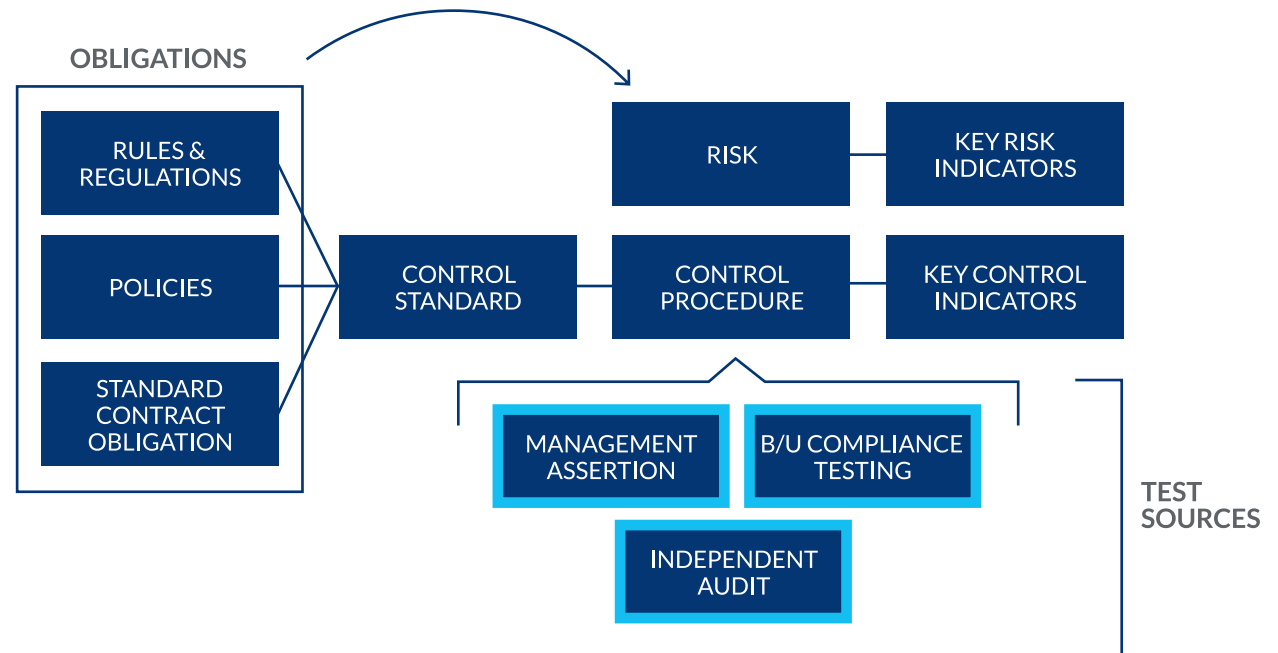 OBLIGATIONS
RULES &
REGULATIONS
POLICIES
STANDARD
CONTRACT
OBLIGATION
CONTROL
STANDARD
RISK
KEY RISK
INDICATORS
CONTROL
PROCEDURE
KEY CONTROL
INDICATORS
MANAGEMENT
ASSERTION
B/U COMPLIANCE
TESTING
INDEPENDENT
AUDIT
TEST
SOURCES